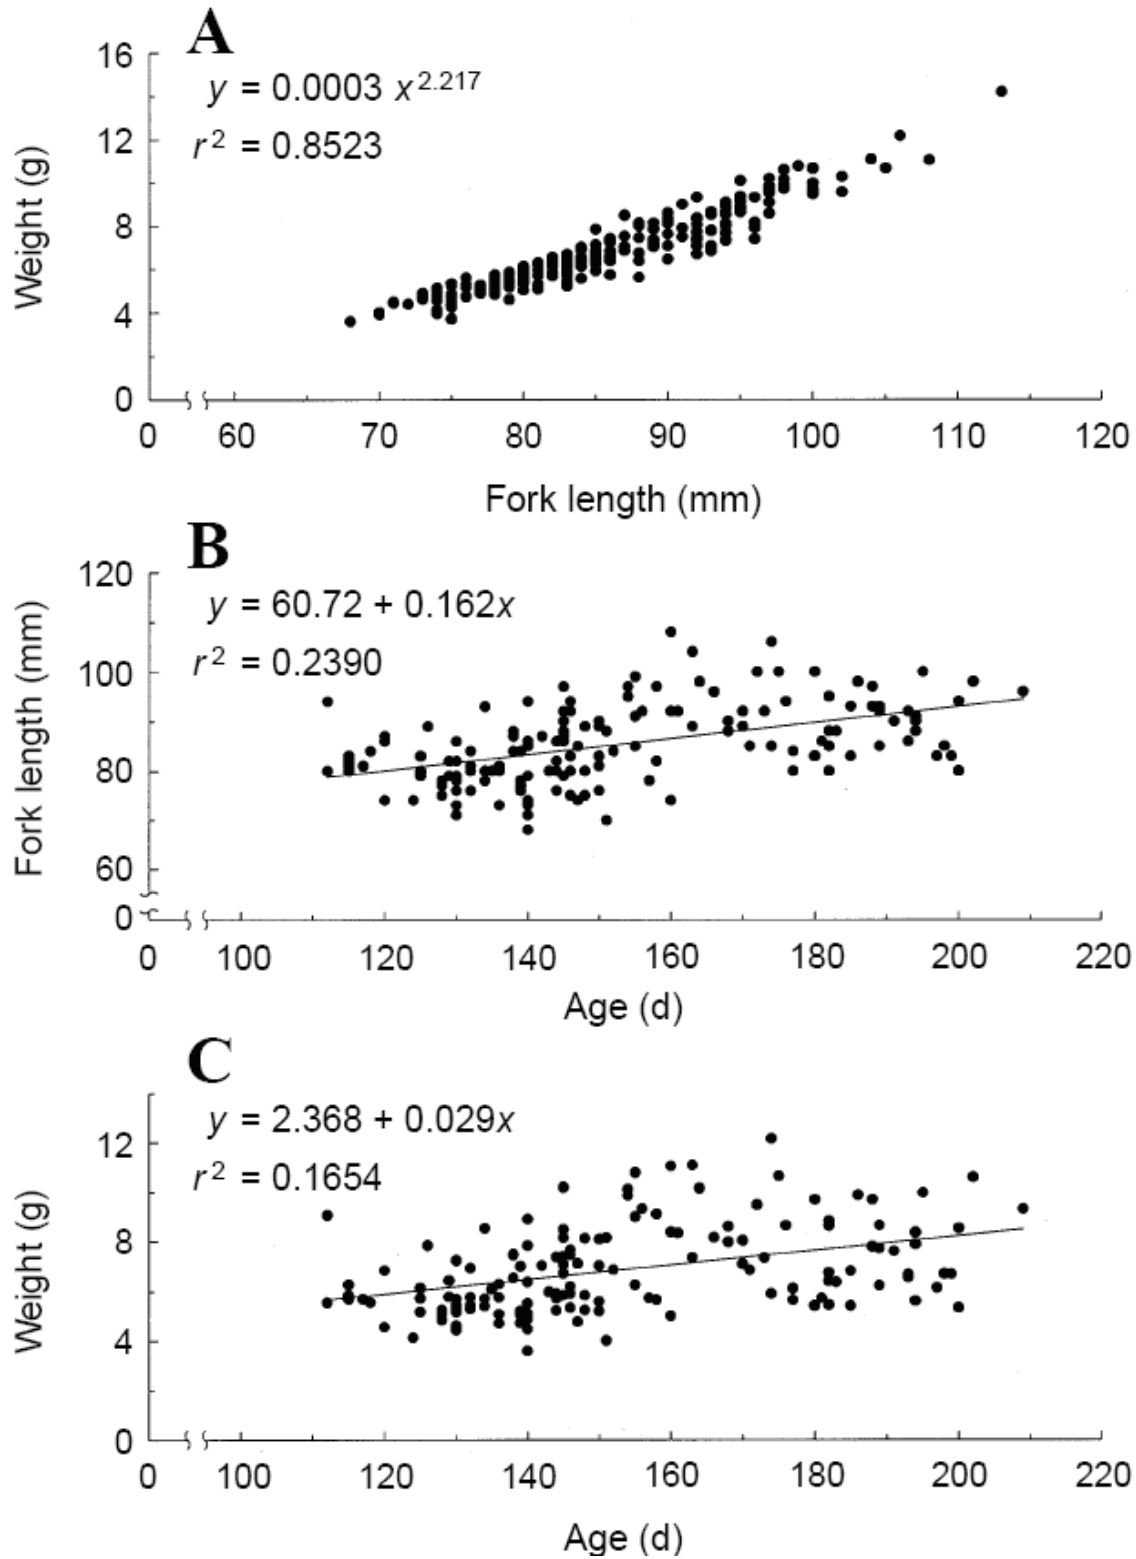 A
y = 0.0003 x^2.217
r² = 0.8523
Weight (g)
16
12
8
4
0
0 60 70 80 90 100 110 120
Fork length (mm)
B
y = 60.72 + 0.162x
r² = 0.2390
Fork length (mm)
120
100
80
60
0
0 100 120 140 160 180 200 220
Age (d)
C
y = 2.368 + 0.029x
r² = 0.1654
Weight (g)
12
8
4
0
0 100 120 140 160 180 200 220
Age (d)